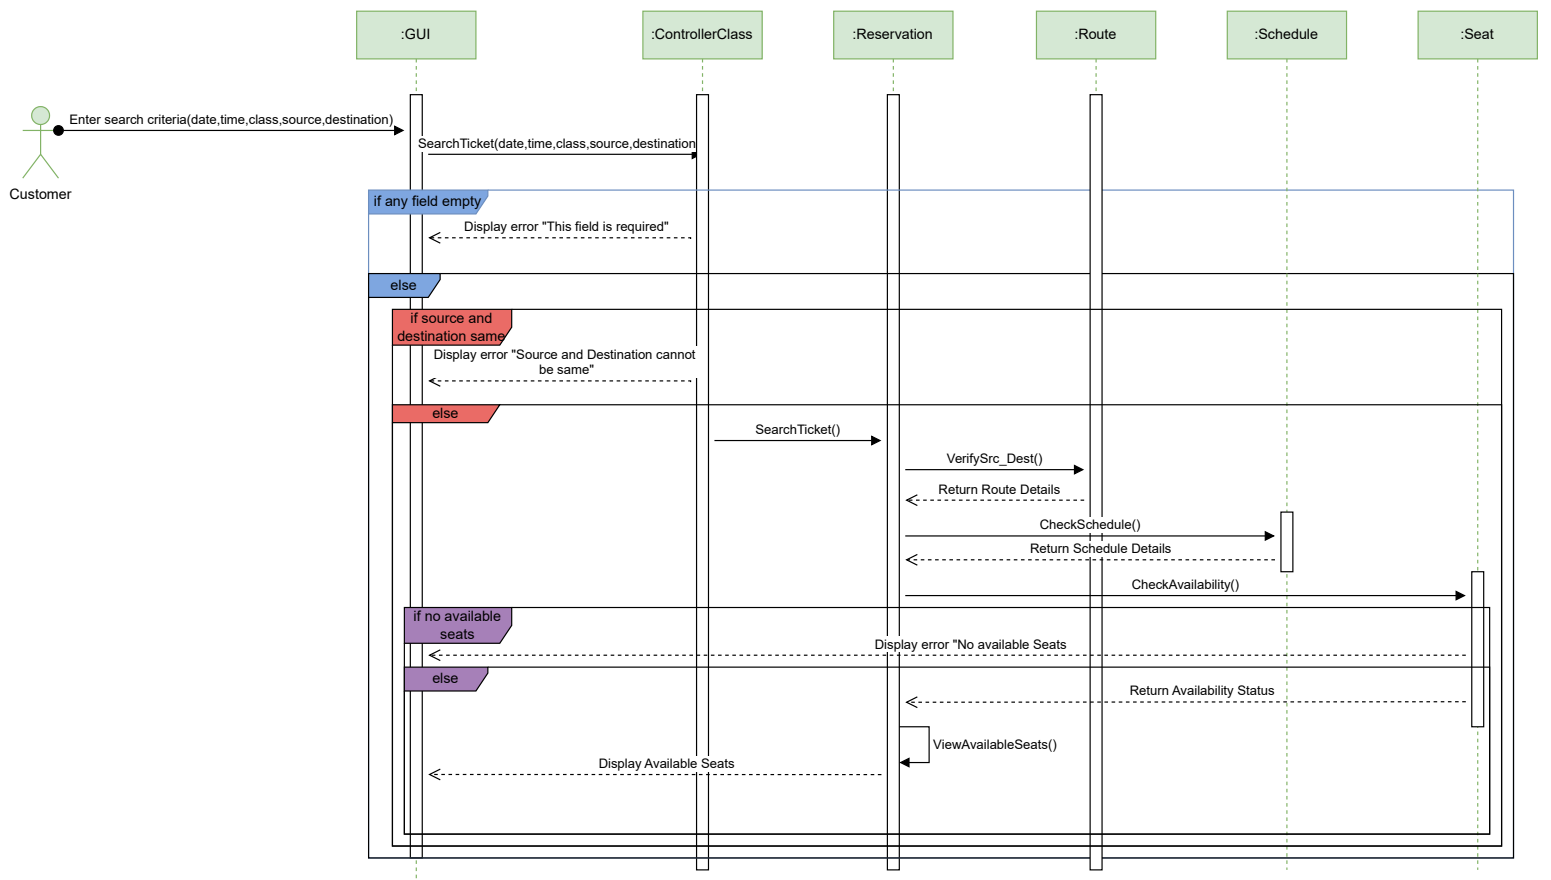 :GUI
:ControllerClass
:Reservation
:Route
:Schedule
:Seat
Enter search criteria(date,time,class,source,destination)
SearchTicket(date,time,class,source,destination
Customer
if any field empty
Display error "This field is required"
else
if source and
destination same
Display error "Source and Destination cannot
be same"
else
SearchTicket()
VerifySrc_Dest()
Return Route Details
CheckSchedule()
Return Schedule Details
CheckAvailability()
if no available
seats
Display error "No available Seats
else
Return Availability Status
ViewAvailableSeats()
Display Available Seats